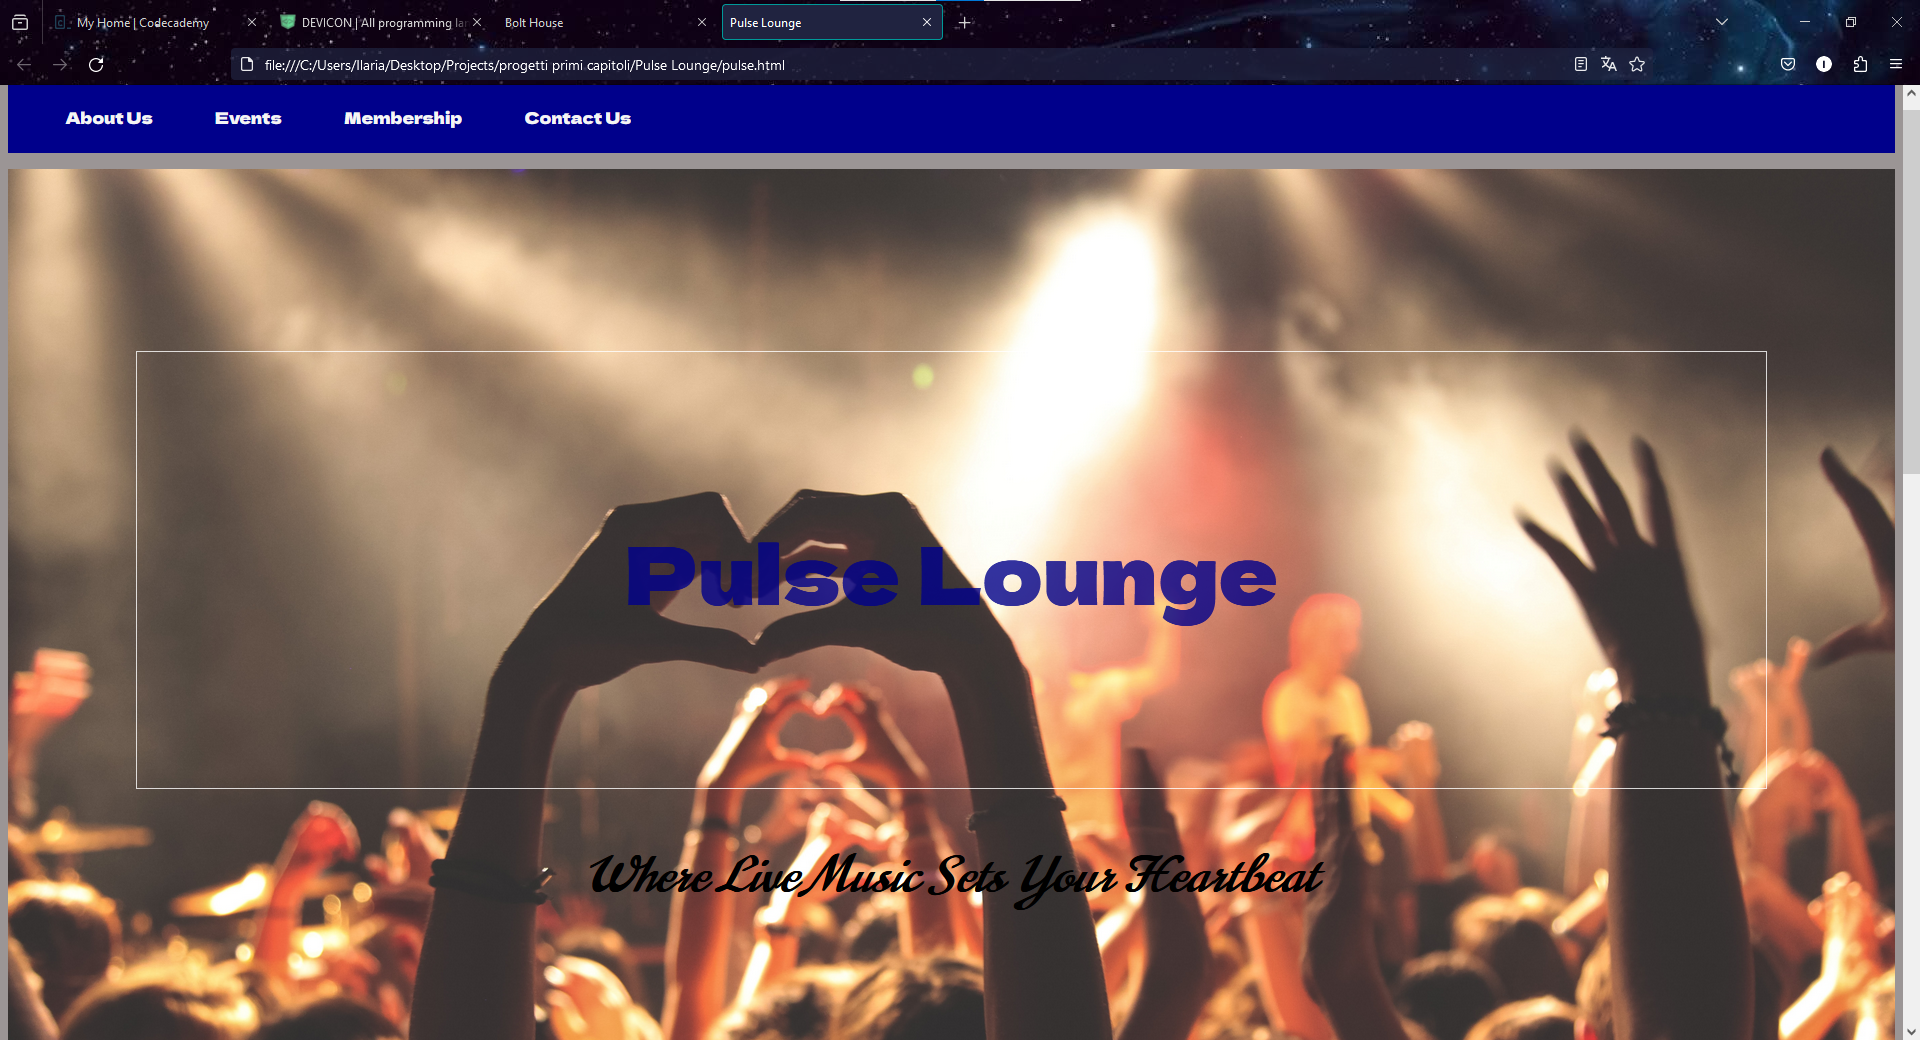 My Home | Codecademy
DEVICON | All programming lan
Bolt House
Pulse Lounge
file:///C:/Users/Ilaria/Desktop/Projects/progetti primi capitoli/Pulse Lounge/pulse.html
I
About Us
Events
Membership
Contact Us
Pulse Lounge
Where Live Music Sets Your Heartbeat